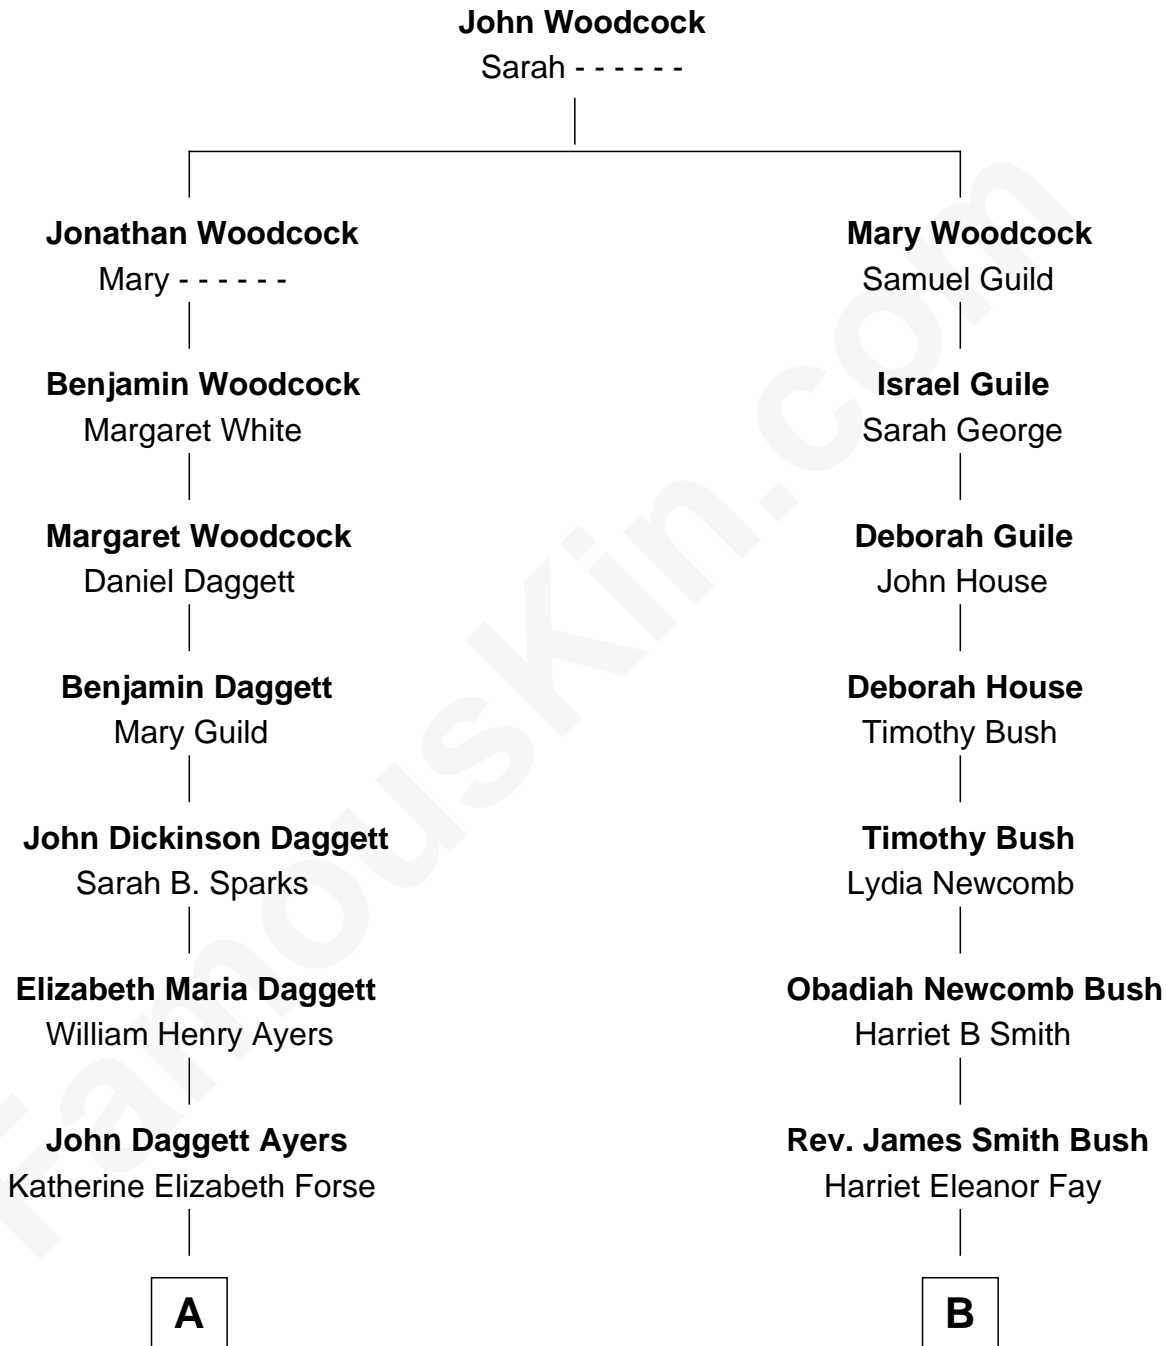 John Woodcock
Sarah - - - - - -
Jonathan Woodcock
Mary - - - - - -
Benjamin Woodcock
Margaret White
Margaret Woodcock
Daniel Daggett
Benjamin Daggett
Mary Guild
John Dickinson Daggett
Sarah B. Sparks
Elizabeth Maria Daggett
William Henry Ayers
John Daggett Ayers
Katherine Elizabeth Forse
A
Mary Woodcock
Samuel Guild
Israel Guile
Sarah George
Deborah Guile
John House
Deborah House
Timothy Bush
Timothy Bush
Lydia Newcomb
Obadiah Newcomb Bush
Harriet B Smith
Rev. James Smith Bush
Harriet Eleanor Fay
B
FamousKin.com